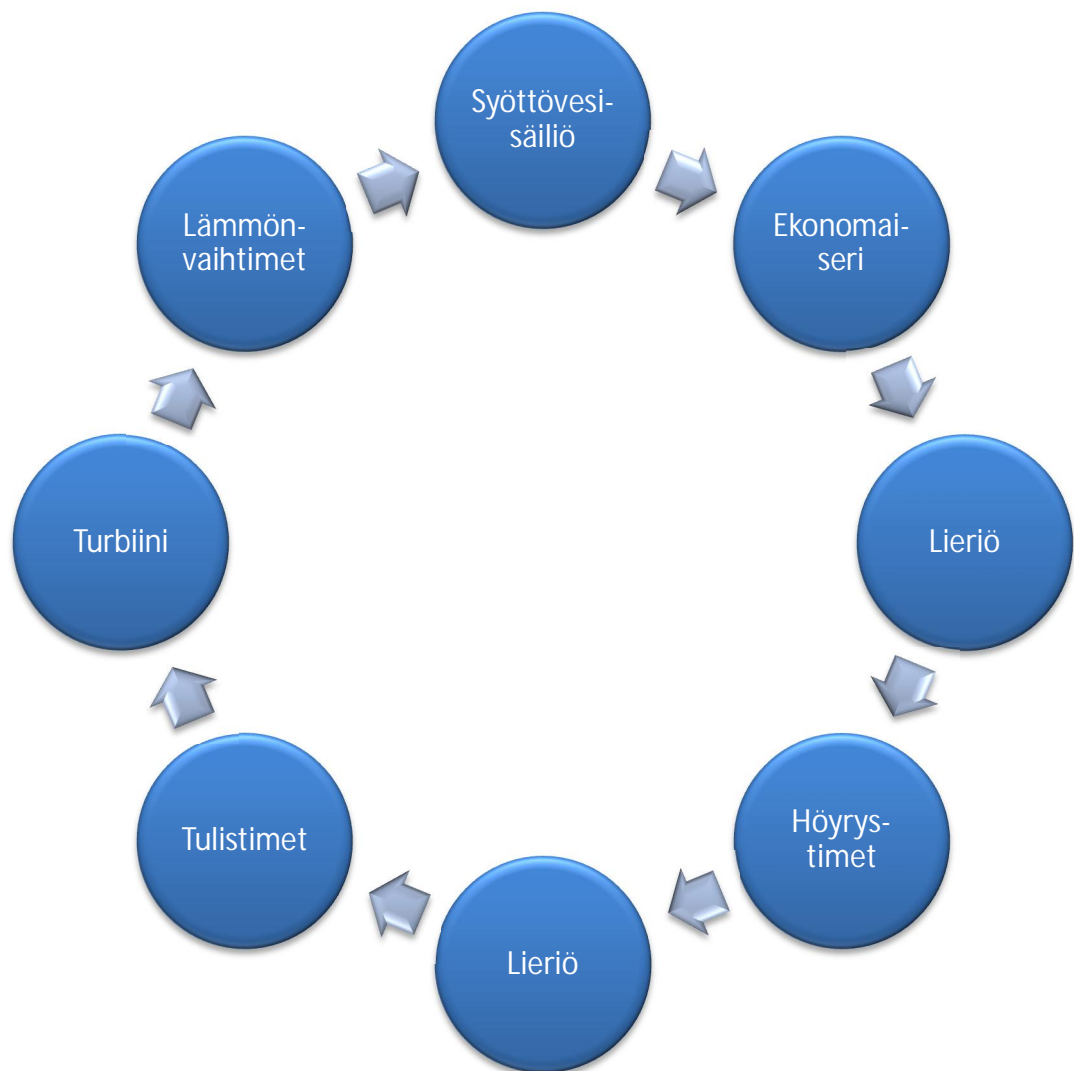 Syöttövesi-
säiliö
Ekonomai-
seri
Lieriö
Höyrys-
timet
Lieriö
Tulistimet
Turbiini
Lämmön-
vaihtimet